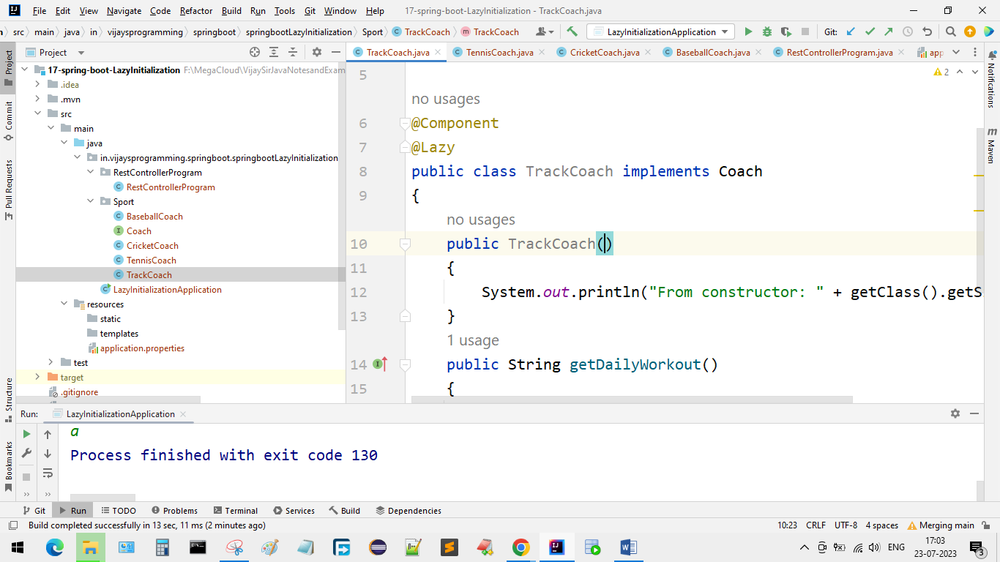 File Edit View Navigate Code Refactor Build Run Tools Git Window Help 17-spring-boot-LazyInitialization - TrackCoach.java
src main java in vijaysprogramming springboot springbootLazyInitialization Sport TrackCoach TrackCoach LazyInitializationApplication Git:
Project TrackCoach.java TennisCoach.java CricketCoach.java BaseballCoach.java RestControllerProgram.java app
Project
Commit
Pull Requests
Structure
Bookmarks
17-spring-boot-LazyInitialization F:\MegaCloud\VijaySirJavaNotesandExam
.idea
.mvn
src
main
java
in.vijaysprogramming.springboot.springbootLazyInitialization
RestControllerProgram
RestControllerProgram
Sport
BaseballCoach
Coach
CricketCoach
TennisCoach
TrackCoach
LazyInitializationApplication
resources
static
templates
application.properties
test
target
.gitignore
5
2
no usages
6 @Component
7 @Lazy
8 public class TrackCoach implements Coach
9 {
no usages
10 public TrackCoach()
11 {
12 System.out.println("From constructor: " + getClass().getS
13 }
1 usage
14 public String getDailyWorkout()
15 {
Notifications
m Maven
Run: LazyInitializationApplication
a
Process finished with exit code 130
Git Run TODO Problems Terminal Services Build Dependencies
Build completed successfully in 13 sec, 11 ms (2 minutes ago) 10:23 CRLF UTF-8 4 spaces Merging main
ENG 17:03
23-07-2023 3